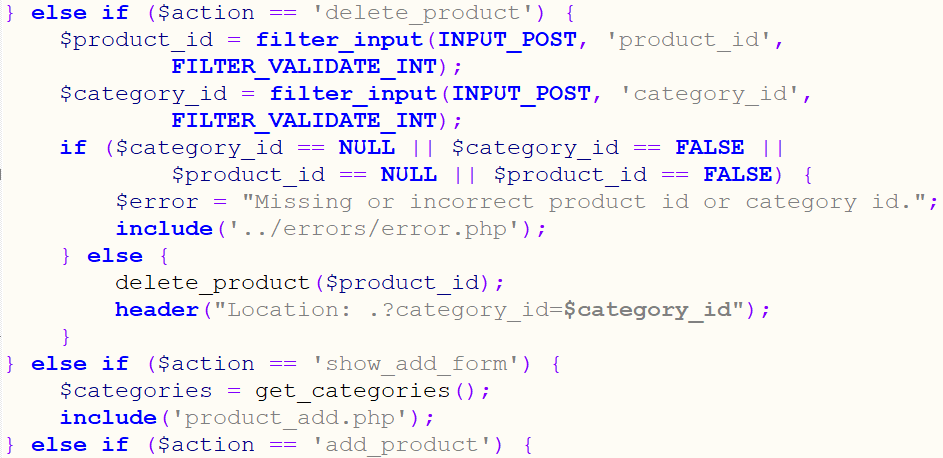 } else if ($action == 'delete_product') {
    $product_id = filter_input(INPUT_POST, 'product_id',
            FILTER_VALIDATE_INT);
    $category_id = filter_input(INPUT_POST, 'category_id',
            FILTER_VALIDATE_INT);
    if ($category_id == NULL || $category_id == FALSE ||
            $product_id == NULL || $product_id == FALSE) {
        $error = "Missing or incorrect product id or category id.";
        include('../errors/error.php');
    } else {
        delete_product($product_id);
        header("Location: .?category_id=$category_id");
    }
} else if ($action == 'show_add_form') {
    $categories = get_categories();
    include('product_add.php');
} else if ($action == 'add_product') {